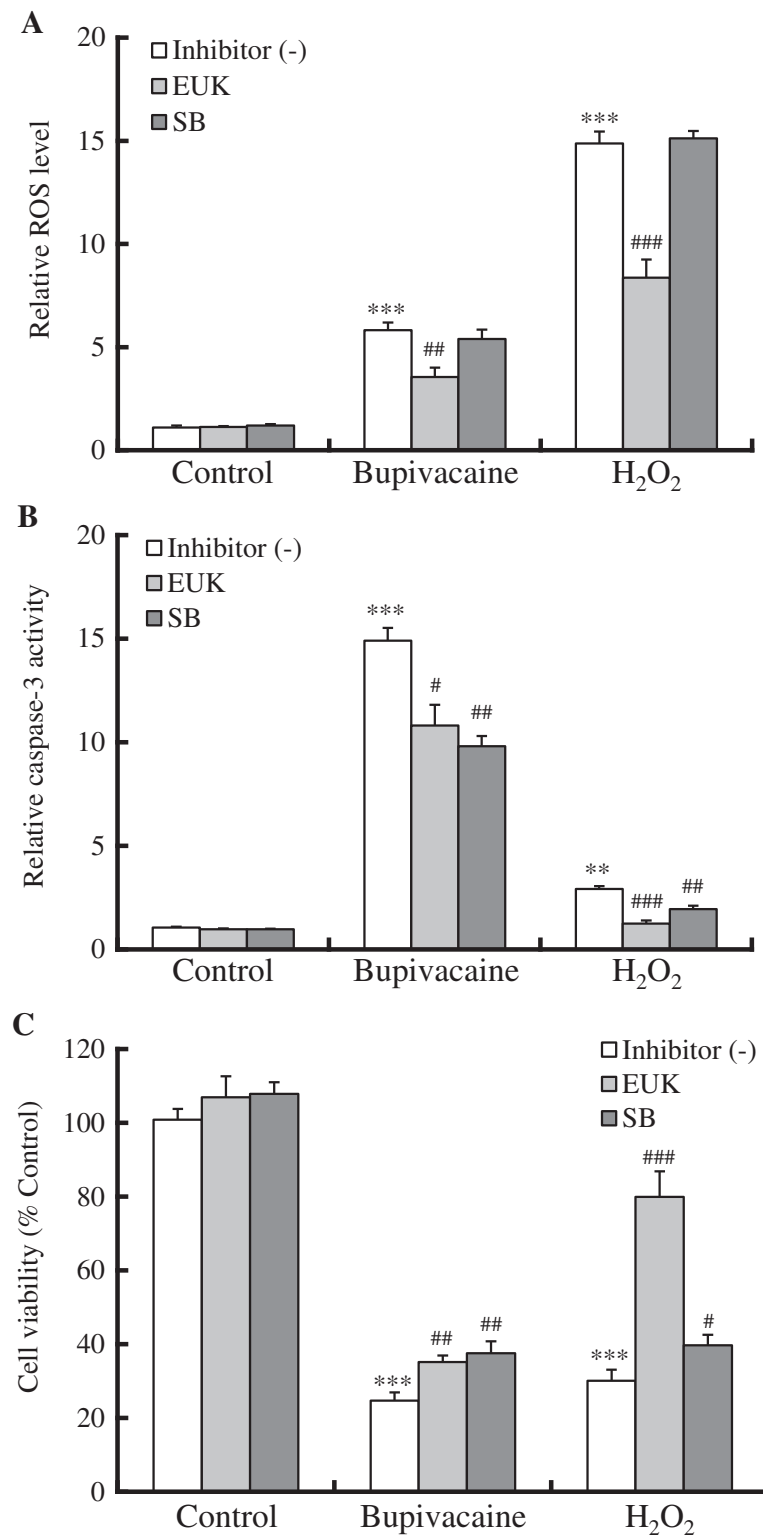 A
Relative ROS level
20
15
10
5
0
Inhibitor (-)
EUK
SB
***
##
***
###
Control
Bupivacaine
H₂O₂
B
Relative caspase-3 activity
20
15
10
5
0
Inhibitor (-)
EUK
SB
***
#
##
**
###
##
Control
Bupivacaine
H₂O₂
C
Cell viability (% Control)
120
100
80
60
40
20
0
Inhibitor (-)
EUK
SB
***
##
##
***
###
#
Control
Bupivacaine
H₂O₂